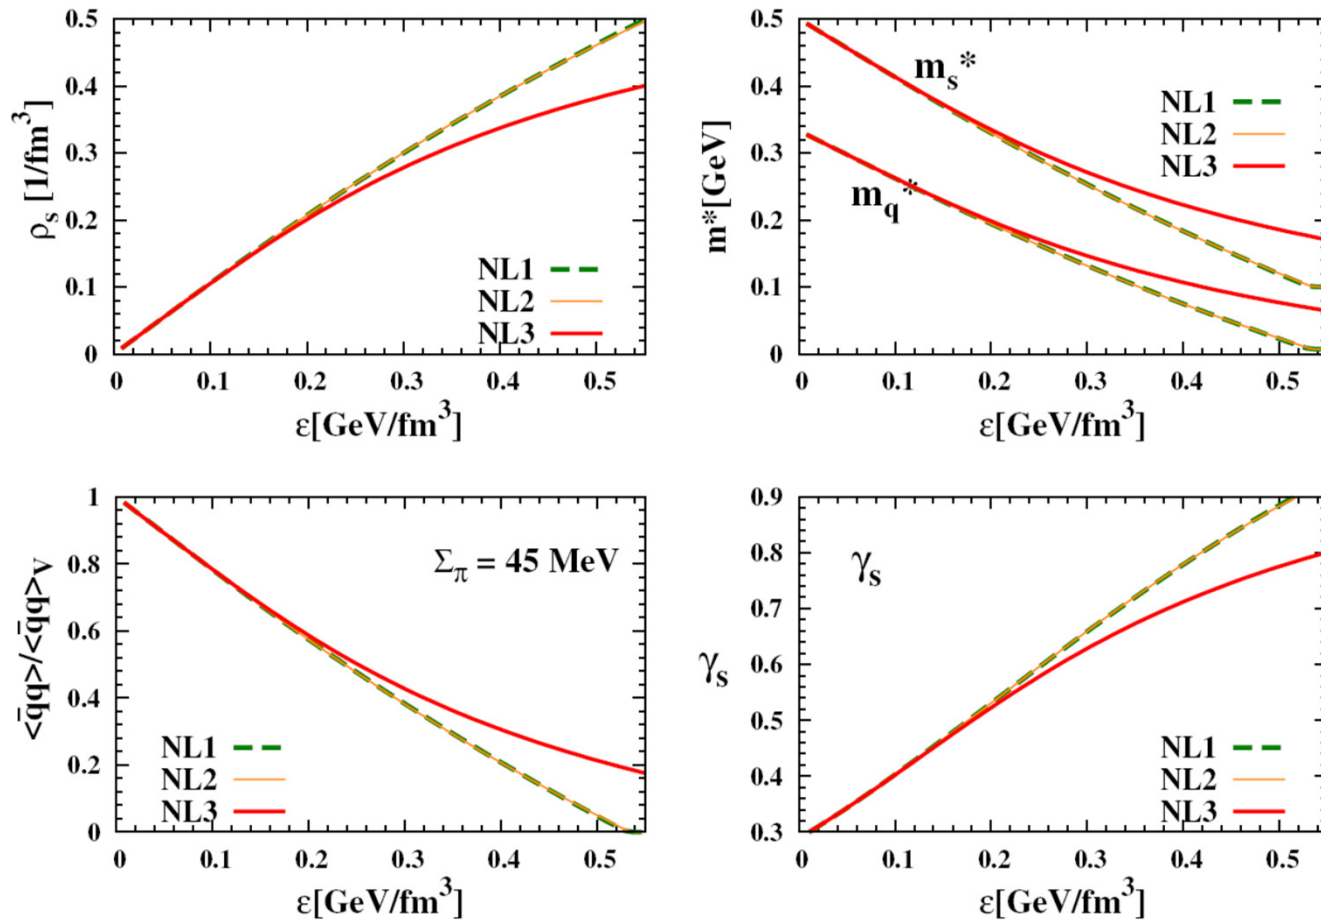 0.5
0.4
0.3
0.2
0.1
0
ρs [1/fm³]
NL1
NL2
NL3
0 0.1 0.2 0.3 0.4 0.5
ε[GeV/fm³]
0.5
0.4
0.3
0.2
0.1
0
m*[GeV]
ms*
mq*
NL1
NL2
NL3
0 0.1 0.2 0.3 0.4 0.5
ε[GeV/fm³]
1
0.8
0.6
0.4
0.2
0
<q̄q>/<q̄q>V
Σπ = 45 MeV
NL1
NL2
NL3
0 0.1 0.2 0.3 0.4 0.5
ε[GeV/fm³]
0.9
0.8
0.7
0.6
0.5
0.4
0.3
γs
γs
NL1
NL2
NL3
0 0.1 0.2 0.3 0.4 0.5
ε[GeV/fm³]